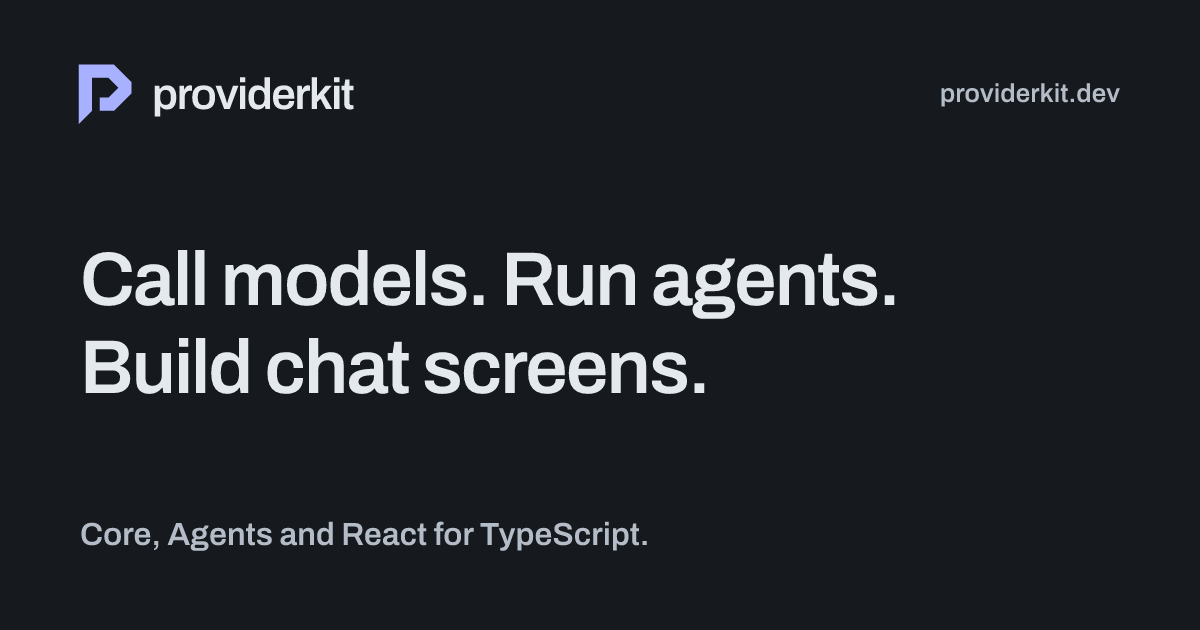 providerkit
providerkit.dev
Call models. Run agents.
Build chat screens.
Core, Agents and React for TypeScript.